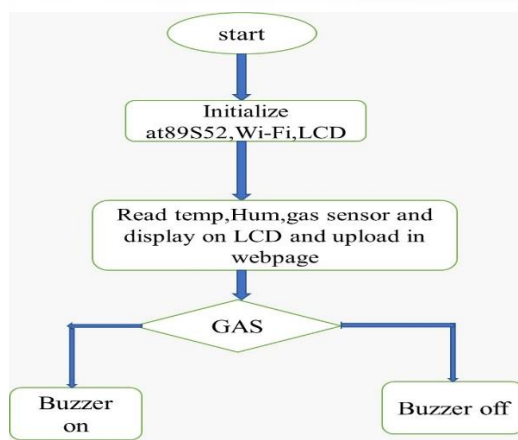 start
Initialize
at89S52,Wi-Fi,LCD
Read temp,Hum,gas sensor and
display on LCD and upload in
webpage
GAS
Buzzer
on
Buzzer off